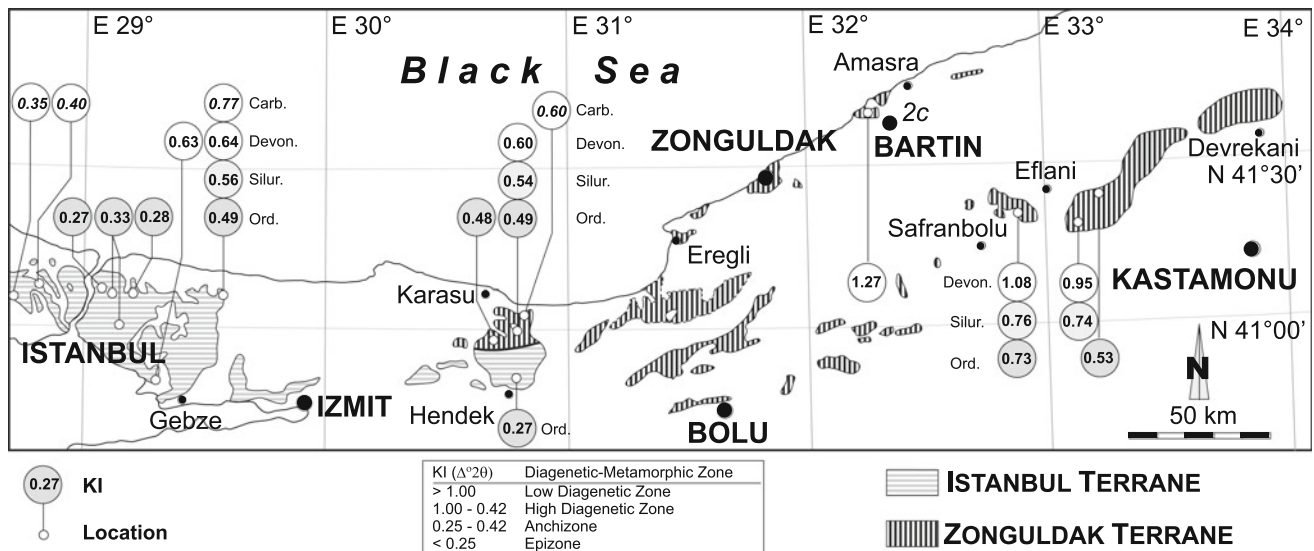 E 29° E 30° E 31° E 32° E 33° E 34°
Black Sea
Amasra
2c
BARTIN
ZONGULDAK
Devrekani
N 41°30'
Eflani
Safranbolu
KASTAMONU
Eregli
Karasu
N 41°00'
ISTANBUL
Gebze
IZMIT
Hendek
BOLU
N
50 km
0.35 0.40 0.77 Carb.
0.63 0.64 Devon.
0.56 Silur.
0.27 0.33 0.28 0.49 Ord.
0.60 Carb.
0.60 Devon.
0.54 Silur.
0.48 0.49 Ord.
0.27 Ord.
1.27
Devon. 1.08 0.95
Silur. 0.76 0.74
Ord. 0.73 0.53
0.27 KI
Location
KI (Δ°2θ) Diagenetic-Metamorphic Zone
> 1.00 Low Diagenetic Zone
1.00 - 0.42 High Diagenetic Zone
0.25 - 0.42 Anchizone
< 0.25 Epizone
ISTANBUL TERRANE
ZONGULDAK TERRANE